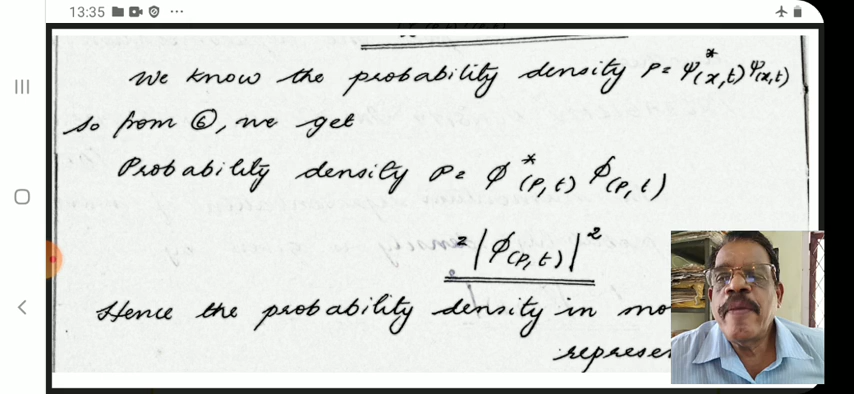 13:35
We know the probability density P = ψ*(x,t) ψ(x,t)
so from ⑥, we get
Probability density P = ϕ*(P,t) ϕ(P,t)
= |ϕ(P,t)|²
Hence the probability density in mo
represen